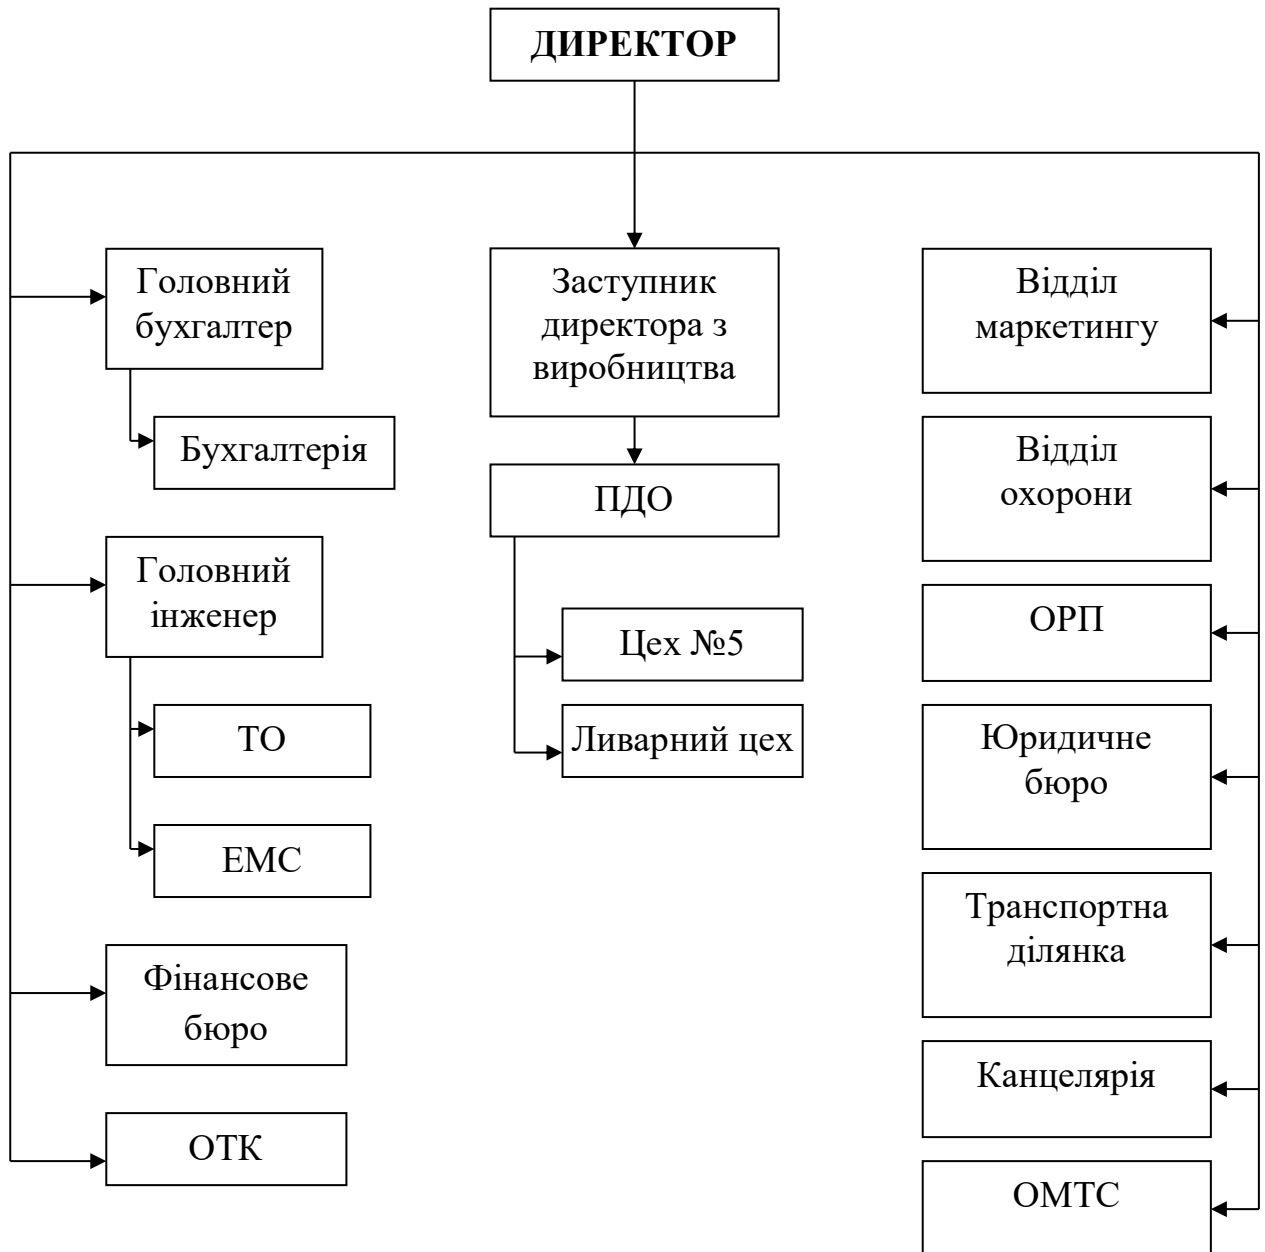 ДИРЕКТОР
Головний
бухгалтер
Бухгалтерія
Головний
інженер
ТО
ЕМС
Фінансове
бюро
ОТК
Заступник
директора з
виробництва
ПДО
Цех №5
Ливарний цех
Відділ
маркетингу
Відділ
охорони
ОРП
Юридичне
бюро
Транспортна
ділянка
Канцелярія
ОМТС